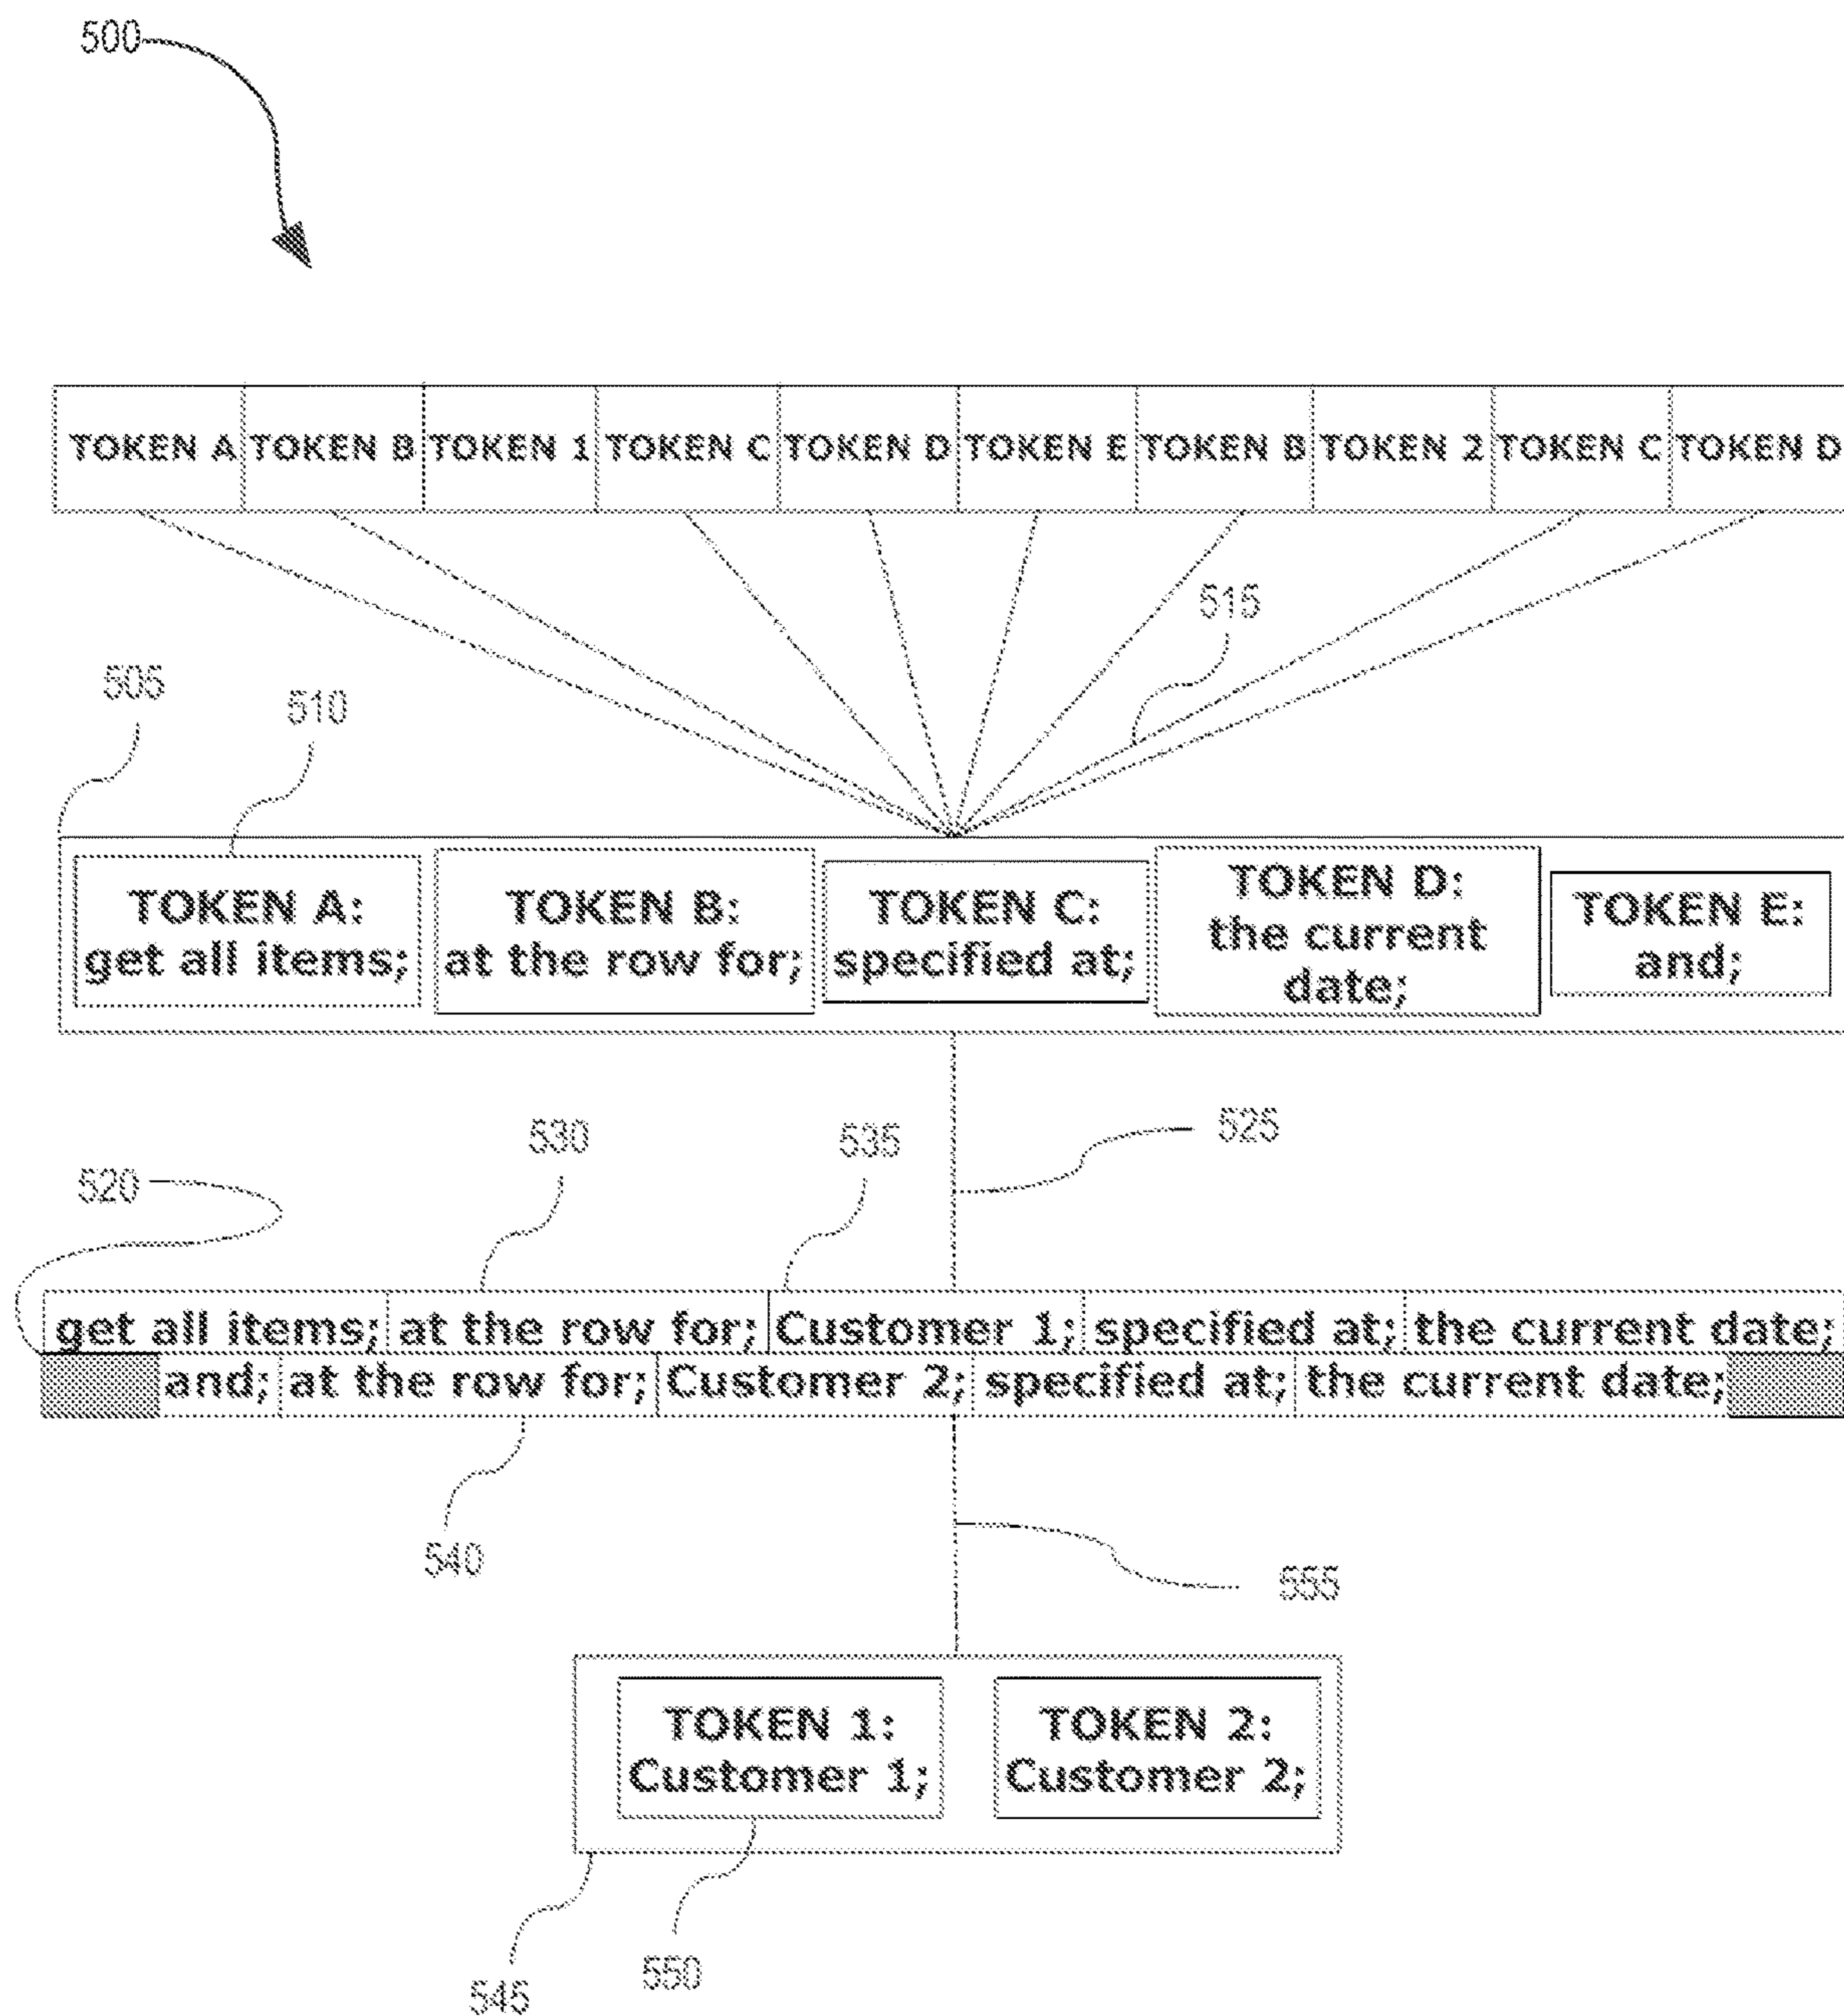 500
TOKEN A TOKEN B TOKEN 1 TOKEN C TOKEN D TOKEN E TOKEN B TOKEN 2 TOKEN C TOKEN D
515
505
510
TOKEN A:
get all items;
TOKEN B:
at the row for;
TOKEN C:
specified at;
TOKEN D:
the current
date;
TOKEN E:
and;
530
535
525
520
get all items; at the row for; Customer 1; specified at; the current date;
and; at the row for; Customer 2; specified at; the current date;
540
555
TOKEN 1:
Customer 1;
TOKEN 2:
Customer 2;
550
545